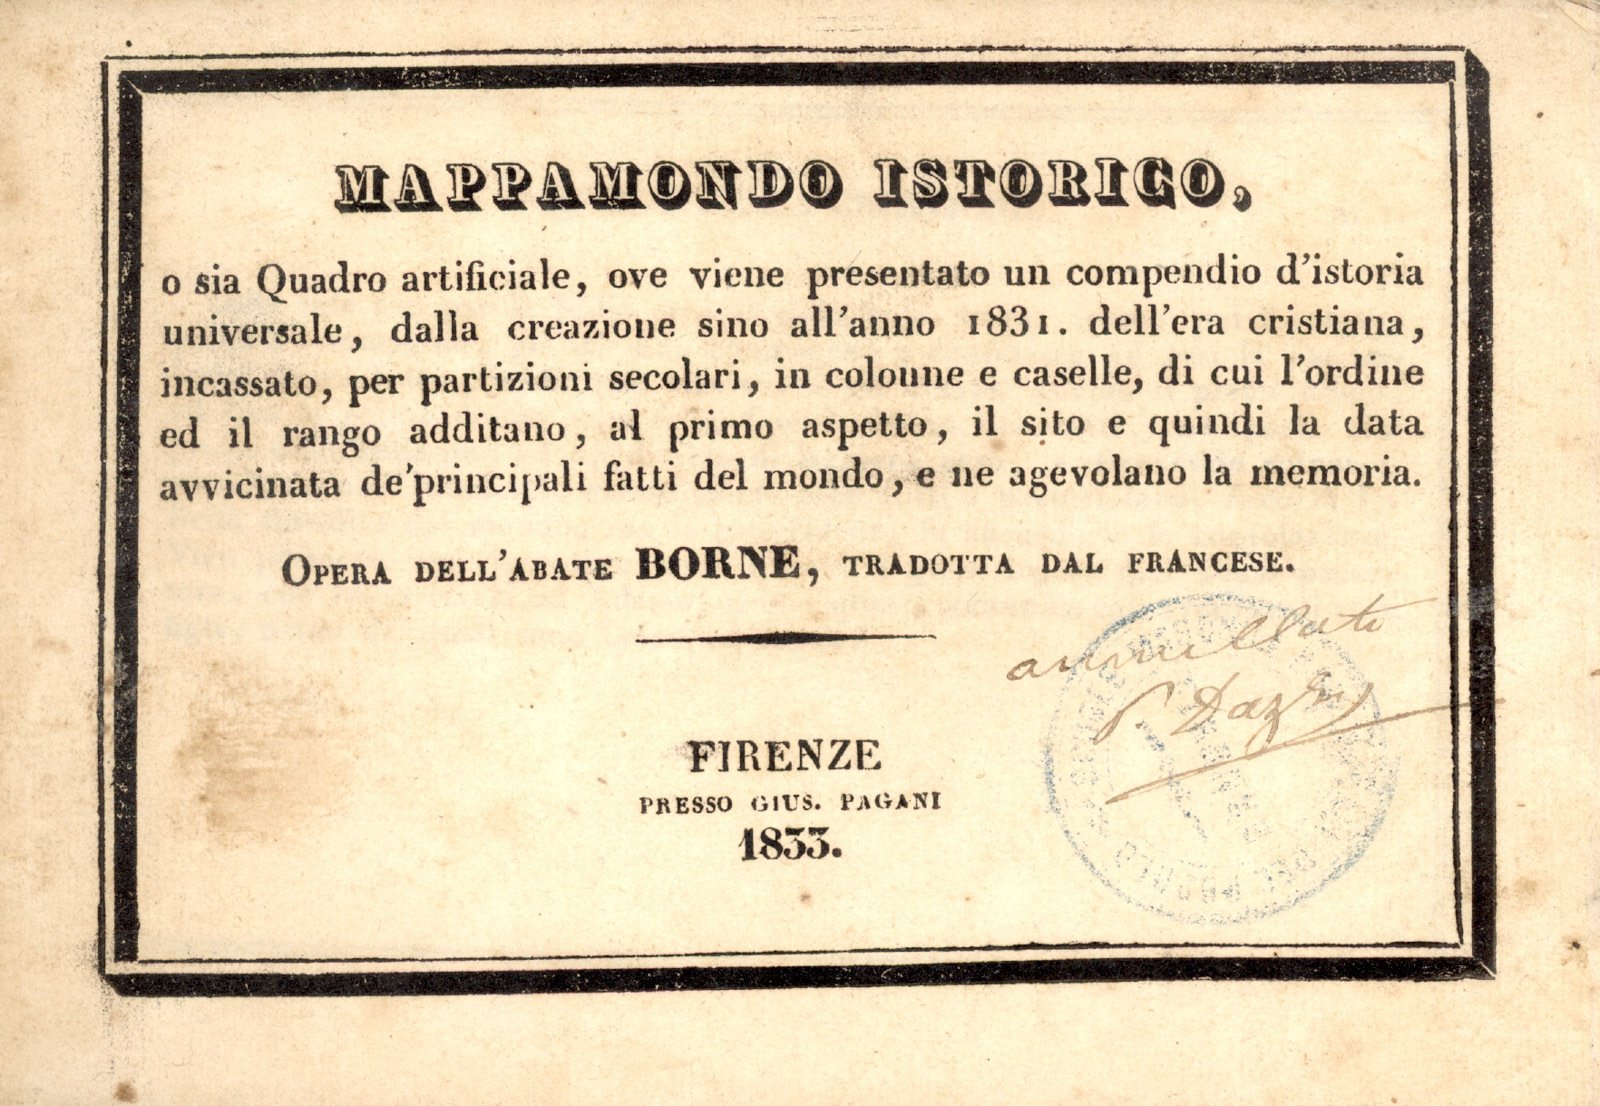 MAPPAMONDO ISTORICO,
o sia Quadro artificiale, ove viene presentato un compendio d'istoria
universale, dalla creazione sino all'anno 1831. dell'era cristiana,
incassato, per partizioni secolari, in colonne e caselle, di cui l'ordine
ed il rango additano, al primo aspetto, il sito e quindi la data
avvicinata de'principali fatti del mondo, e ne agevolano la memoria.
OPERA DELL'ABATE BORNE, TRADOTTA DAL FRANCESE.
annullato
FIRENZE
PRESSO GIUS. PAGANI
1833.